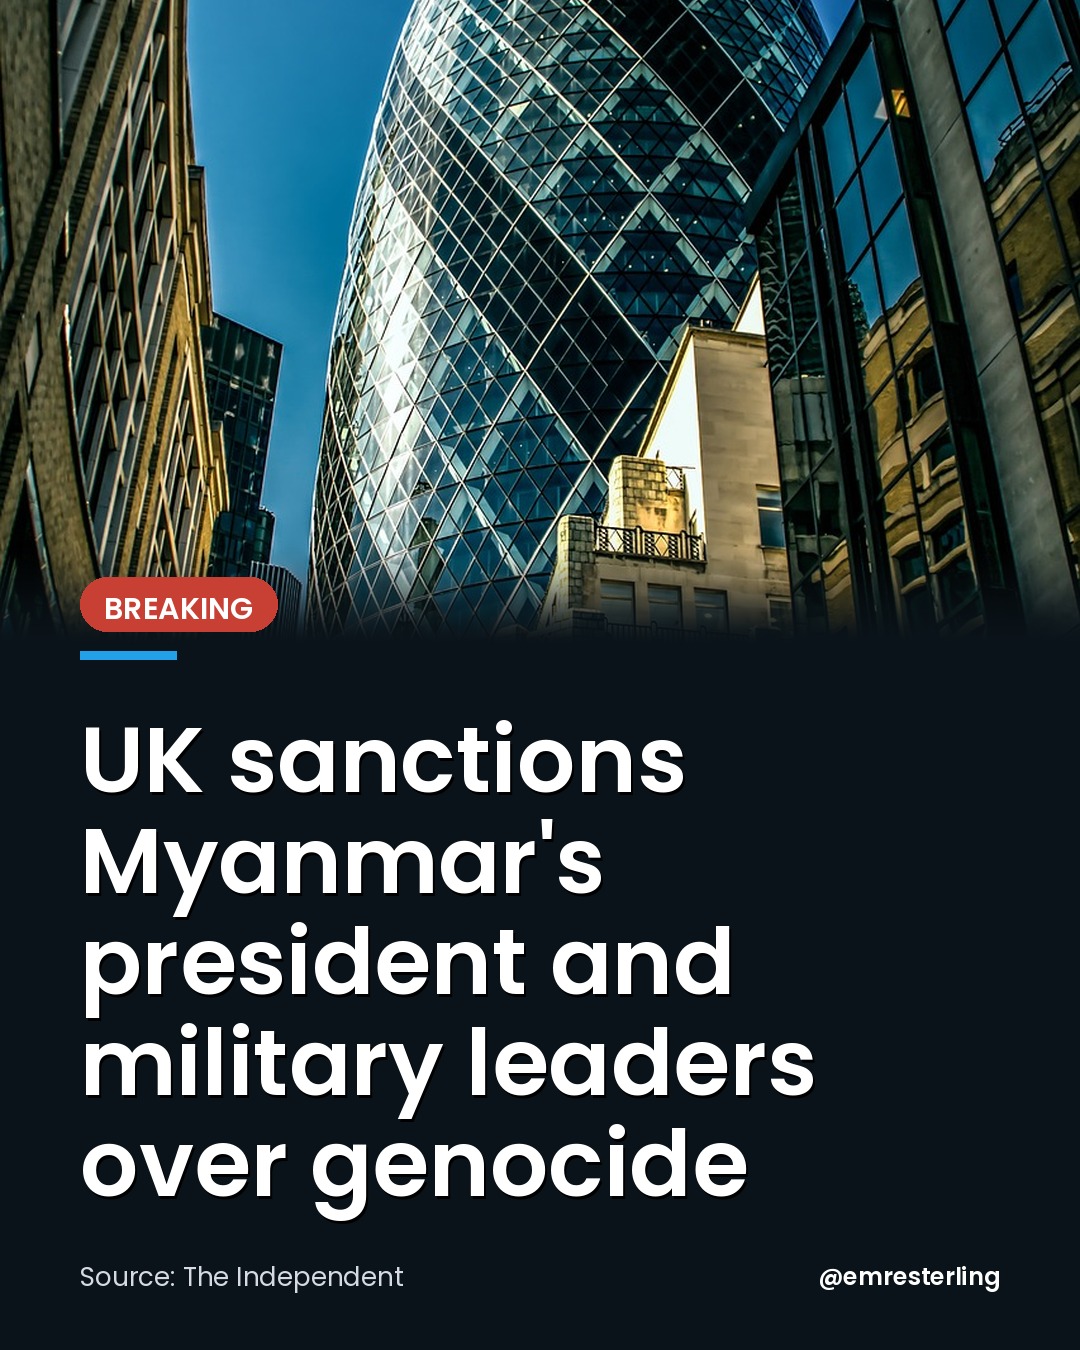 BREAKING
UK sanctions
Myanmar's
president and
military leaders
over genocide
Source: The Independent
@emresterling